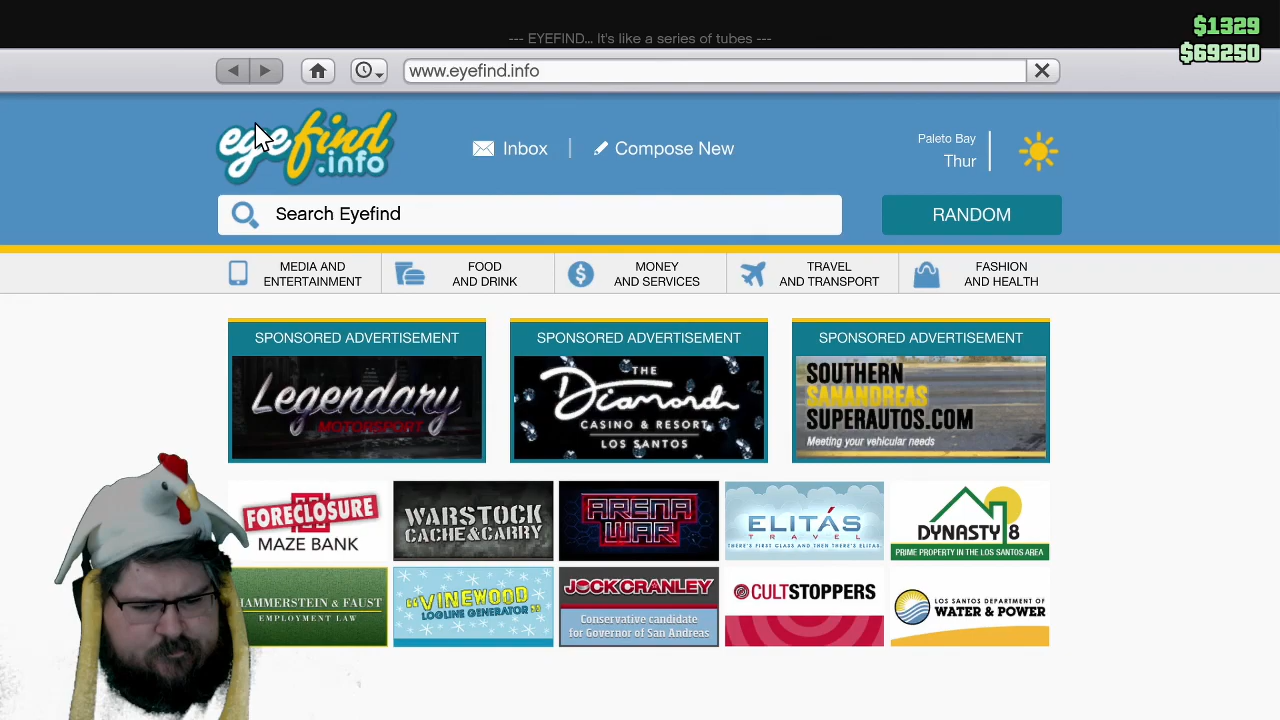 --- EYEFIND... It's like a series of tubes ---
$1329
$69250
www.eyefind.info
eyefind
.info
Inbox
Compose New
Paleto Bay
Thur
Search Eyefind
RANDOM
MEDIA AND
ENTERTAINMENT
FOOD
AND DRINK
MONEY
AND SERVICES
TRAVEL
AND TRANSPORT
FASHION
AND HEALTH
SPONSORED ADVERTISEMENT
Legendary
MOTORSPORT
SPONSORED ADVERTISEMENT
THE
Diamond
CASINO & RESORT
LOS SANTOS
SPONSORED ADVERTISEMENT
SOUTHERN
SANANDREAS
SUPERAUTOS.COM
Meeting your vehicular needs
FORECLOSURE
MAZE BANK
WARSTOCK
CACHE & CARRY
ARENA
WAR
ELITÁS
TRAVEL
THERE'S FIRST CLASS AND THEN THERE'S ELITAS.
DYNASTY 8
PRIME PROPERTY IN THE LOS SANTOS AREA
HAMMERSTEIN & FAUST
EMPLOYMENT LAW
"VINEWOOD
LOGLINE GENERATOR"
JOCK CRANLEY
Conservative candidate
for Governor of San Andreas
CULTSTOPPERS
LOS SANTOS DEPARTMENT OF
WATER & POWER